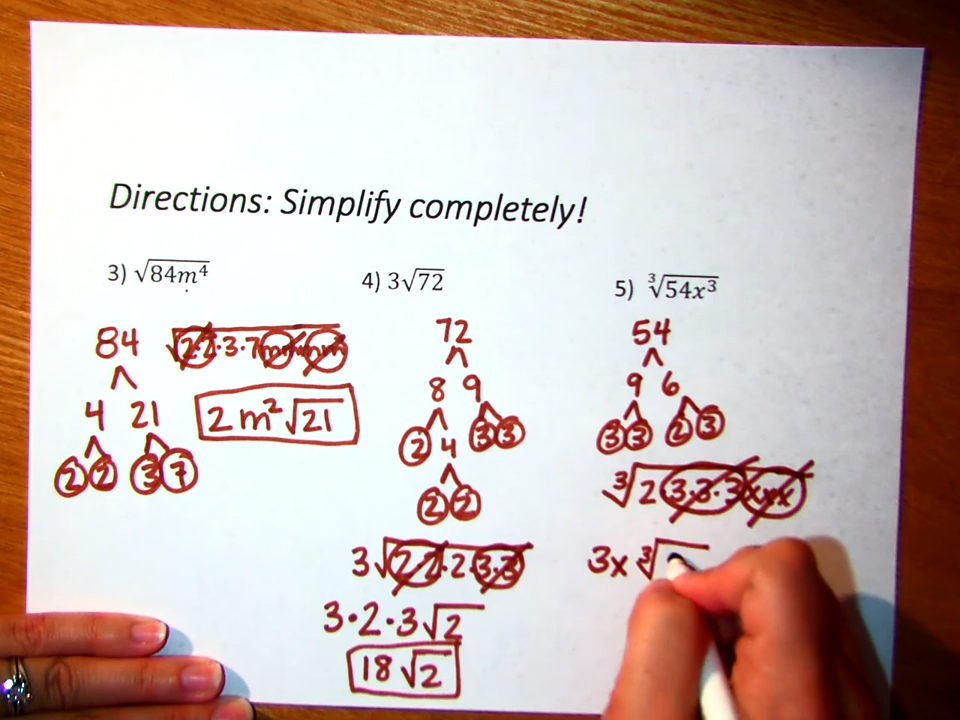 Directions: Simplify completely!
3) √84m⁴
4) 3√72
5) ∛54x³
84
4 21
2 2 3 7
√2·2·3·7mmmm
2m²√21
72
8 9
2 4 3 3
2 2
3√2·2·2·3·3
3·2·3√2
18√2
54
9 6
3 3 2 3
∛2 3·3·3 xxx
3x ∛